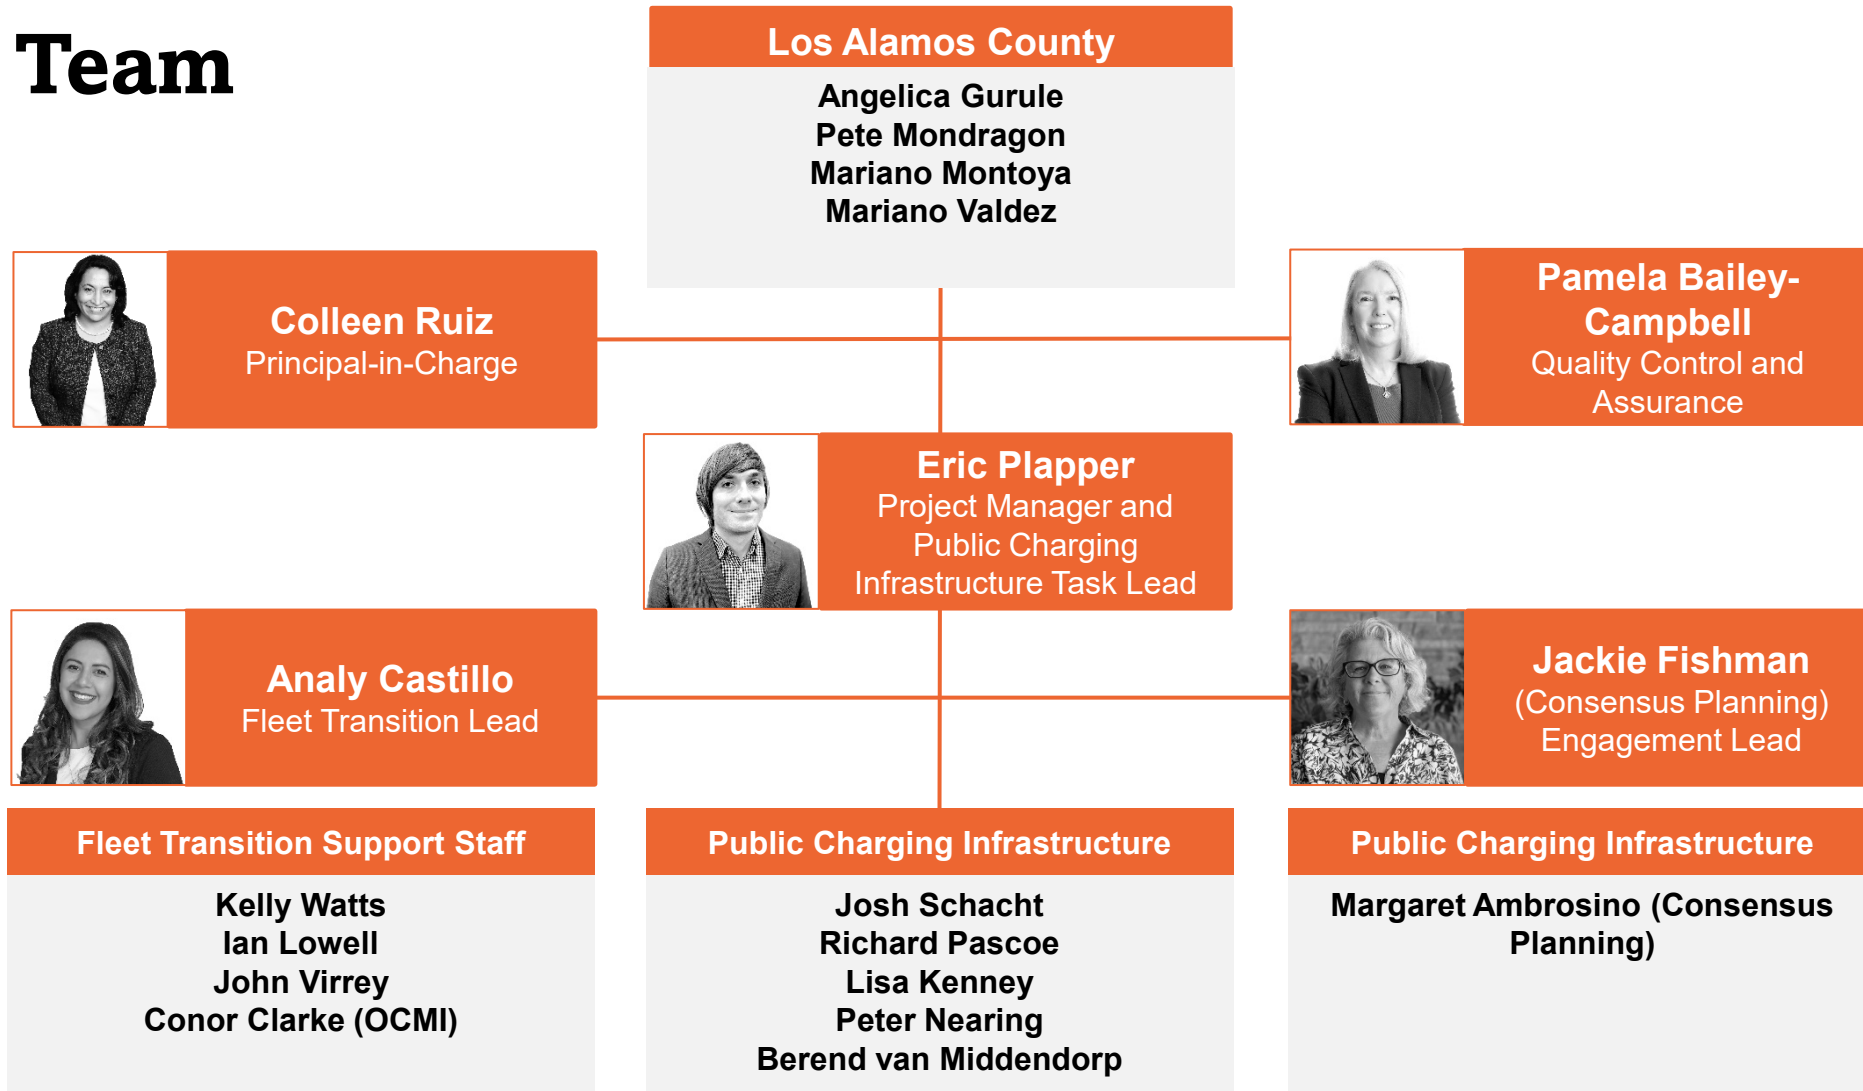 Team
Los Alamos County
Angelica Gurule
Pete Mondragon
Mariano Montoya
Mariano Valdez
Colleen Ruiz
Principal-in-Charge
Pamela Bailey-
Campbell
Quality Control and
Assurance
Eric Plapper
Project Manager and
Public Charging
Infrastructure Task Lead
Analy Castillo
Fleet Transition Lead
Jackie Fishman
(Consensus Planning)
Engagement Lead
Fleet Transition Support Staff
Kelly Watts
Ian Lowell
John Virrey
Conor Clarke (OCMI)
Public Charging Infrastructure
Josh Schacht
Richard Pascoe
Lisa Kenney
Peter Nearing
Berend van Middendorp
Public Charging Infrastructure
Margaret Ambrosino (Consensus
Planning)